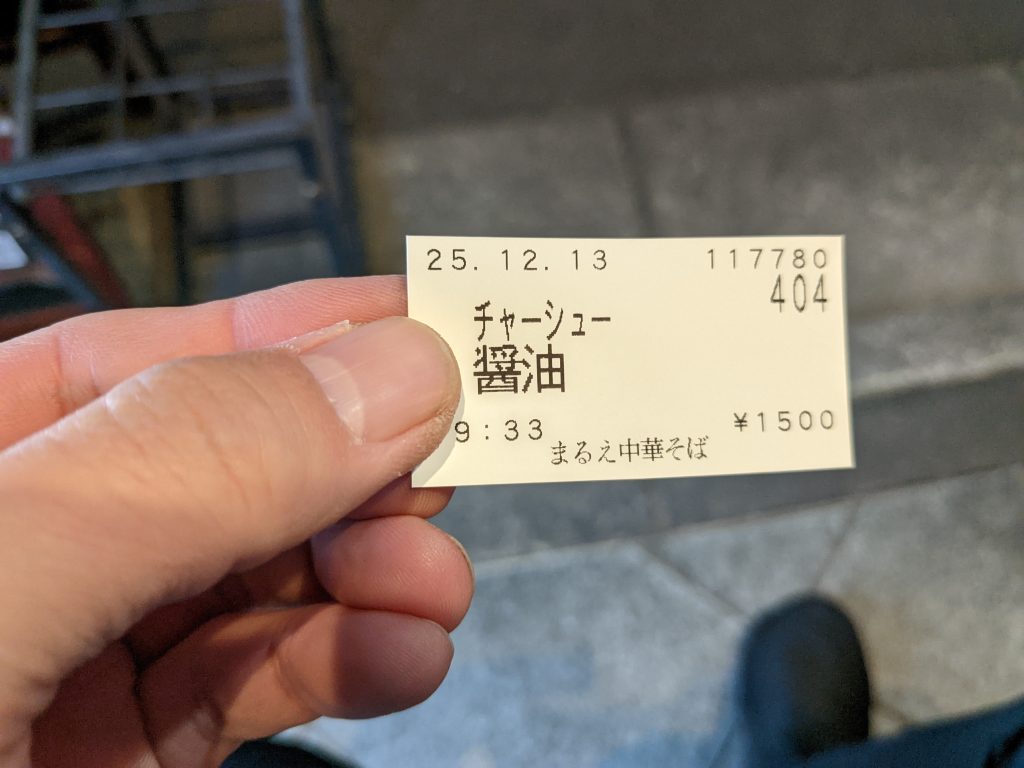 25.12.13 117780
404
チャーシュー
醤油
9:33 ¥1500
まるえ中華そば